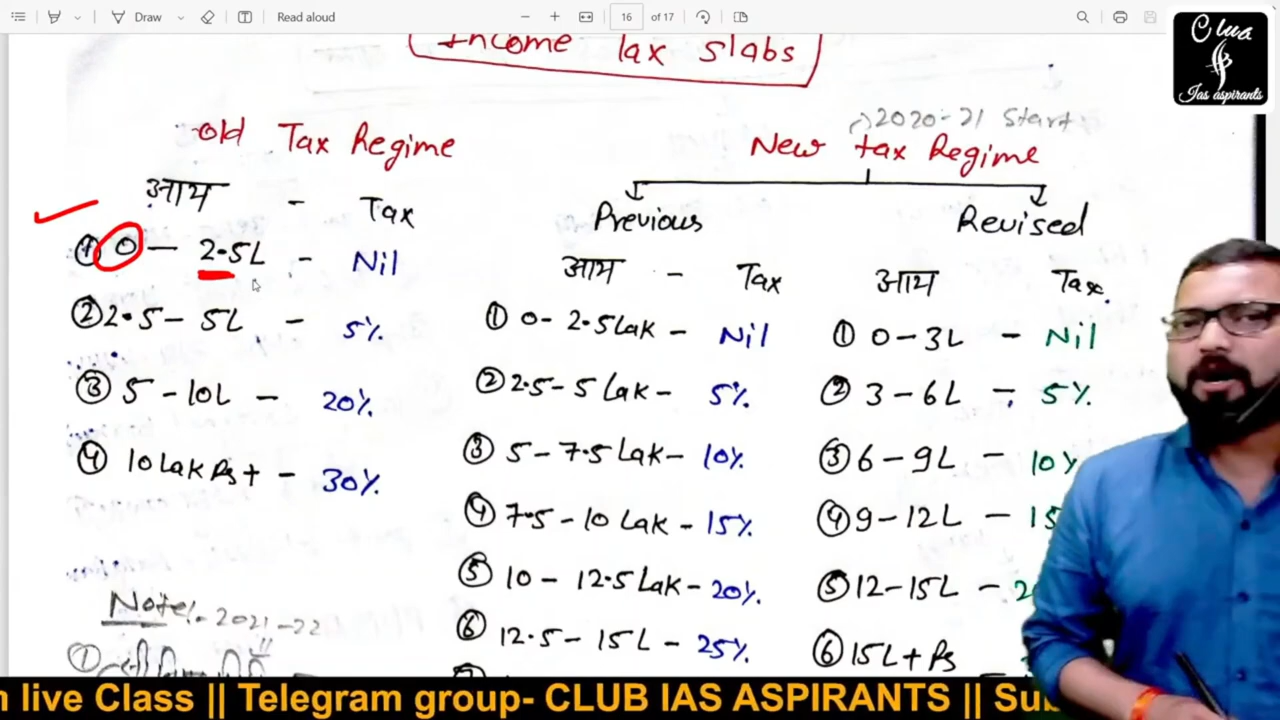 Draw
Read aloud
16 of 17
Club
Ias aspirants
Income Tax Slabs
Old Tax Regime
आय - Tax
① 0 - 2.5L - Nil
② 2.5 - 5L - 5%
③ 5 - 10L - 20%
④ 10 Lak Rs + - 30%
Note:- 2021-22
①
2020-21 Start
New tax Regime
Previous
आय - Tax
① 0 - 2.5 Lak - Nil
② 2.5 - 5 Lak - 5%
③ 5 - 7.5 Lak - 10%
④ 7.5 - 10 Lak - 15%
⑤ 10 - 12.5 Lak - 20%
⑥ 12.5 - 15L - 25%
Revised
आय Tax
① 0 - 3L - Nil
② 3 - 6L - 5%
③ 6 - 9L - 10%
④ 9 - 12L - 15
⑤ 12 - 15L - 2
⑥ 15L + Rs
live Class || Telegram group- CLUB IAS ASPIRANTS ||